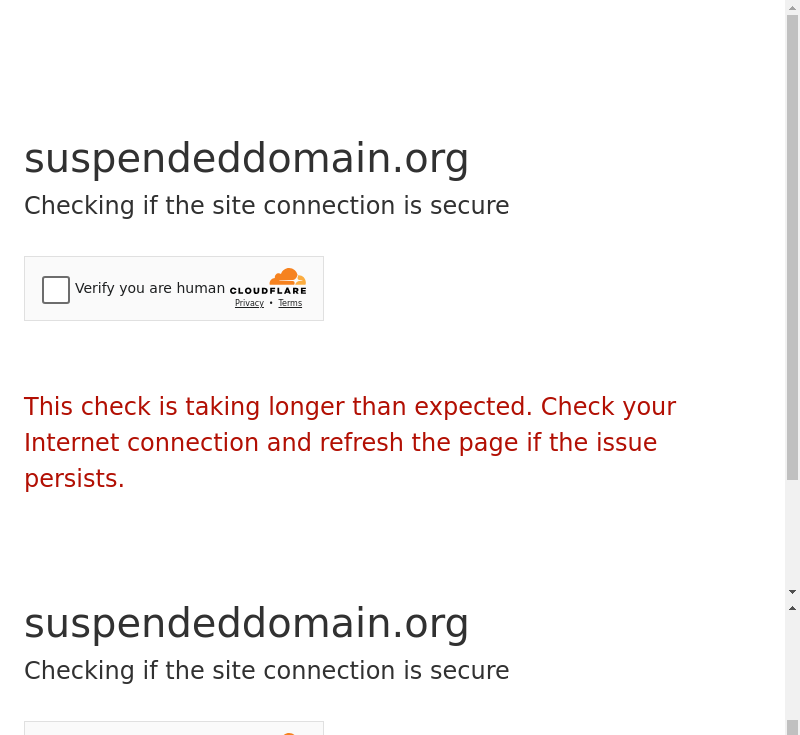 suspendeddomain.org
Checking if the site connection is secure
Verify you are human
CLOUDFLARE
Privacy • Terms
This check is taking longer than expected. Check your
Internet connection and refresh the page if the issue
persists.
suspendeddomain.org
Checking if the site connection is secure